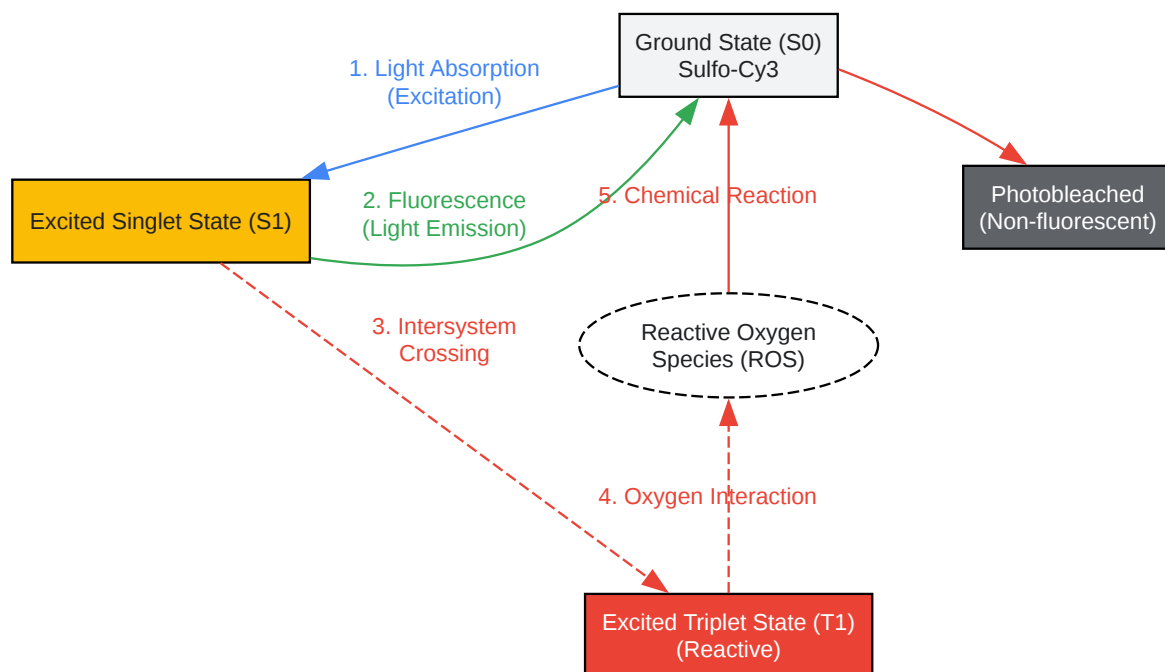 Ground State (S0)
Sulfo-Cy3
1. Light Absorption
(Excitation)
Photobleached
(Non-fluorescent)
Excited Singlet State (S1)
2. Fluorescence
(Light Emission)
5. Chemical Reaction
3. Intersystem
Crossing
Reactive Oxygen
Species (ROS)
4. Oxygen Interaction
Excited Triplet State (T1)
(Reactive)